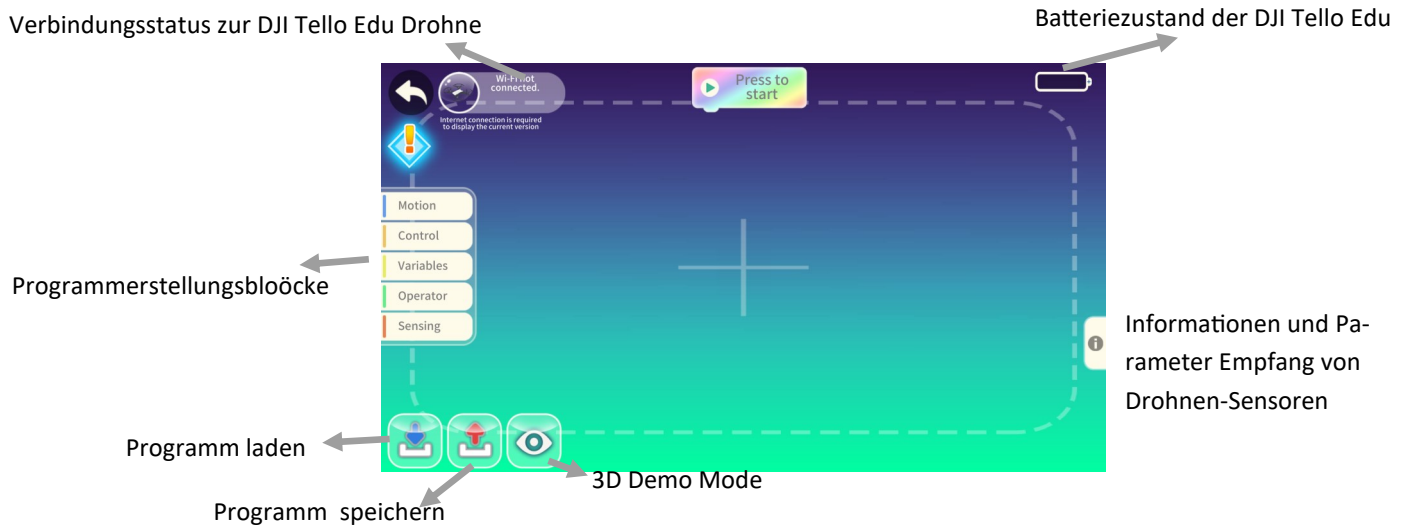 Verbindungsstatus zur DJI Tello Edu Drohne
Batteriezustand der DJI Tello Edu
Wi-Fi not
connected.
Internet connection is required
to display the current version
Press to
start
Motion
Control
Variables
Operator
Sensing
Programmerstellungsbloöcke
Informationen und Pa-
rameter Empfang von
Drohnen-Sensoren
Programm laden
3D Demo Mode
Programm speichern